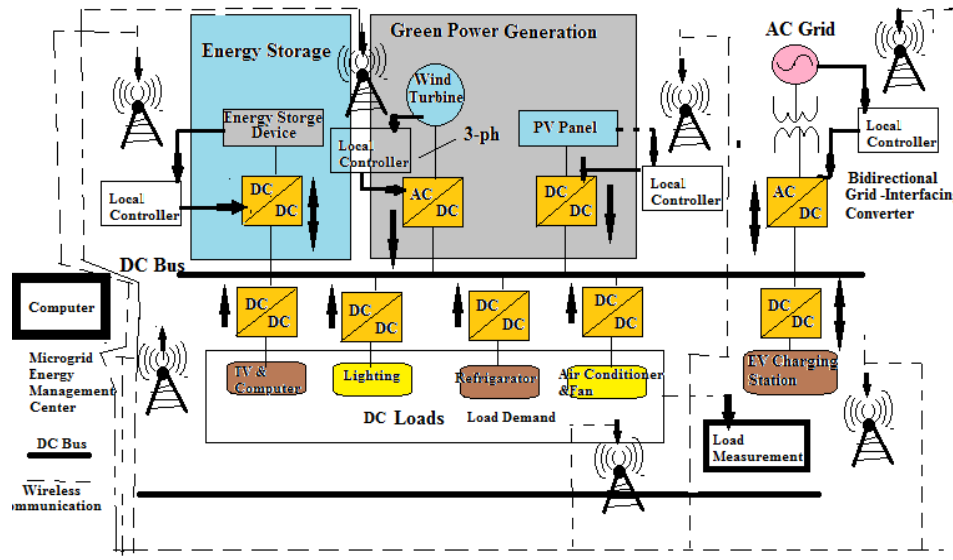 Energy Storage
Green Power Generation
AC Grid
Wind
Turbine
Energy Storge
Device
PV Panel
3-ph
Local
Controller
Local
Controller
Local
Controller
Local
Controller
DC
DC
AC
DC
DC
DC
AC
DC
Bidirectional
Grid -Interfacin
Converter
DC Bus
Computer
DC
DC
DC
DC
DC
DC
DC
DC
DC
DC
Microgrid
Energy
Management
Center
TV &
Computer
Lighting
Refrigarator
Air Conditioner
&Fan
EV Charging
Station
DC Loads
Load Demand
Load
Measurement
DC Bus
Wireless
ommunication